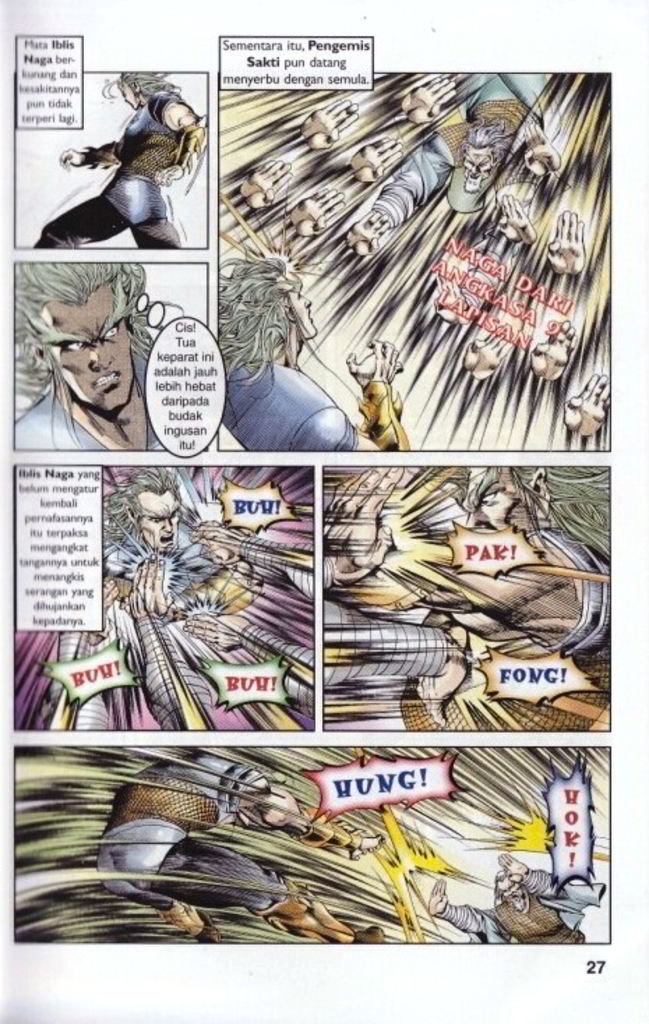 Mata Iblis
Naga ber-
kunang dan
kesakitannya
pun tidak
terperi lagi.
Sementara itu, Pengemis
Sakti pun datang
menyerbu dengan semula.
NAGA DARI
ANGKASA 9
LAPISAN
Cis!
Tua
keparat ini
adalah jauh
lebih hebat
daripada
budak
ingusan
itu!
Iblis Naga yang
belum mengatur
kembali
pernafasannya
itu terpaksa
mengangkat
tangannya untuk
menangkis
serangan yang
dihujankan
kepadanya.
BUH!
BUH!
BUH!
PAK!
FONG!
HUNG!
HOK!
27